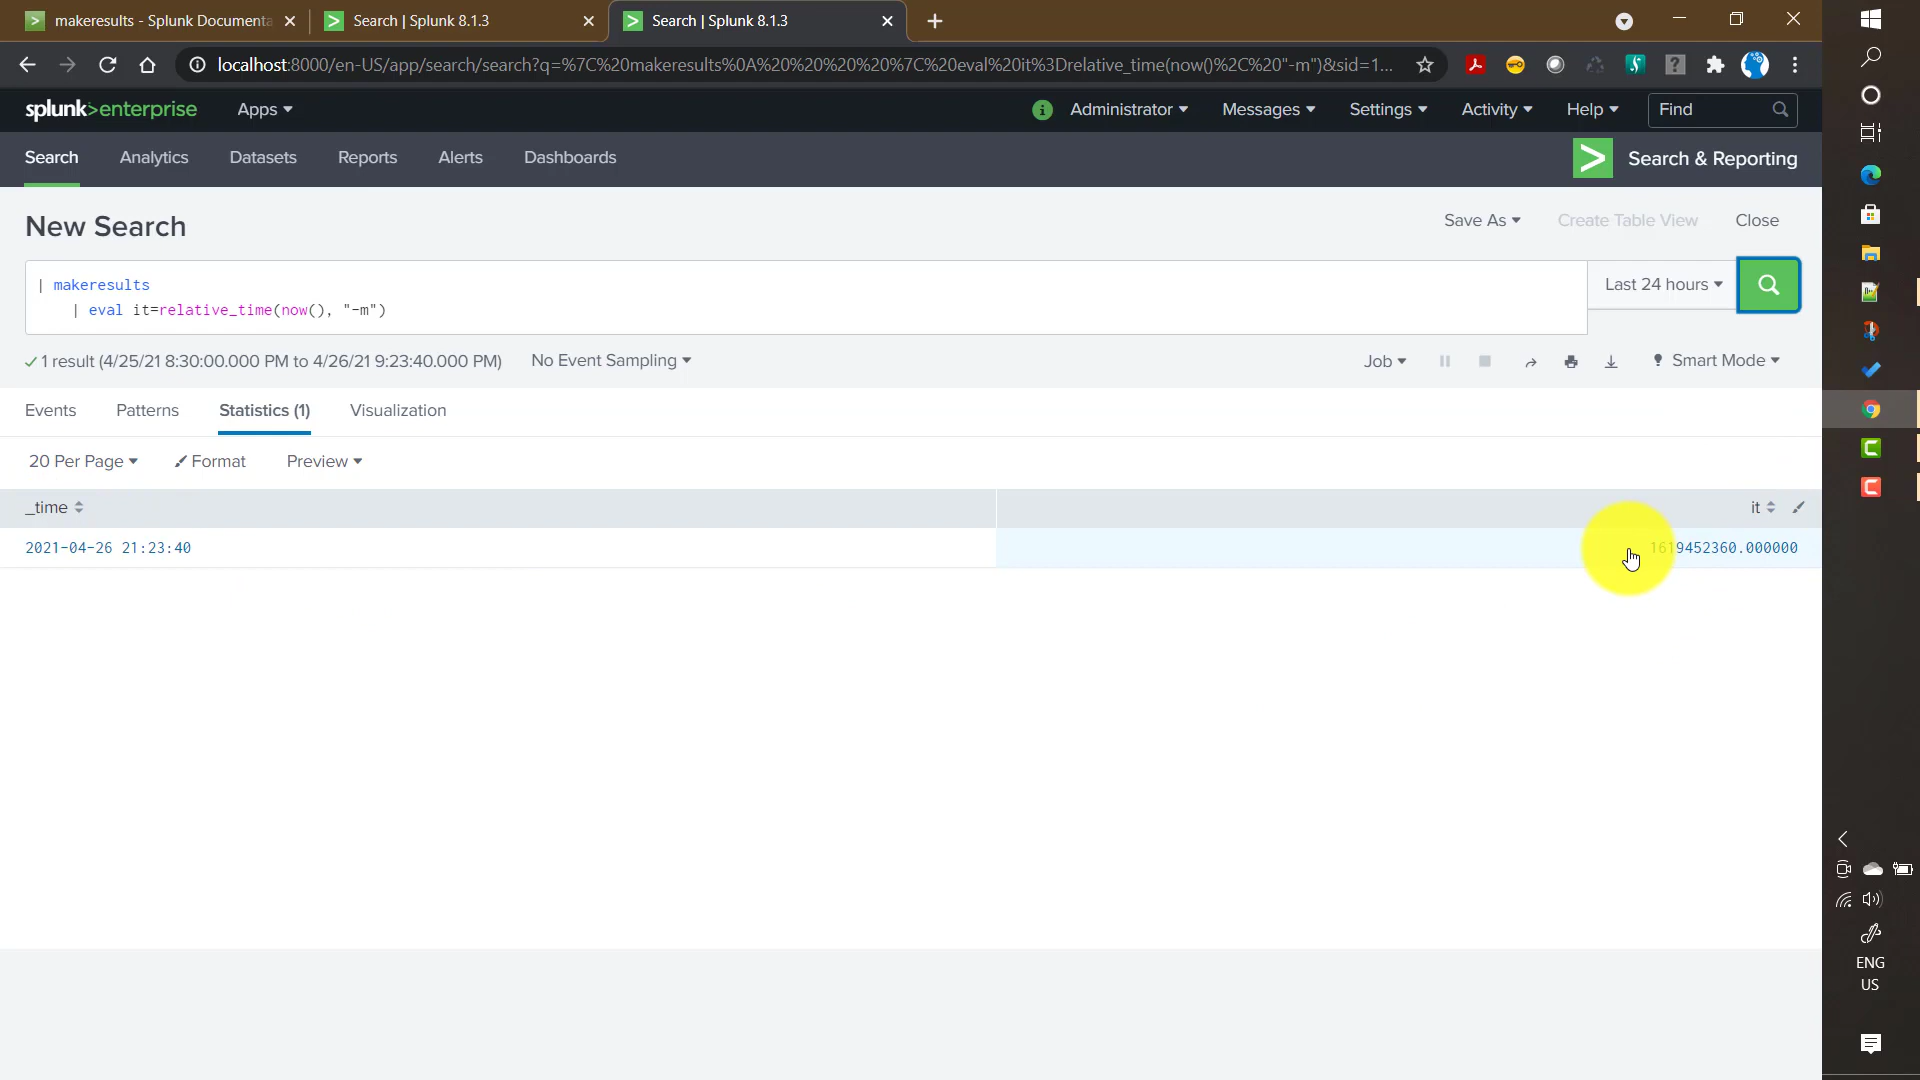 makeresults - Splunk Documenta
Search | Splunk 8.1.3
Search | Splunk 8.1.3
localhost:8000/en-US/app/search/search?q=%7C%20makeresults%0A%20%20%20%20%7C%20eval%20it%3Drelative_time(now()%2C%20"-m")&sid=1...
splunk>enterprise
Apps
Administrator
Messages
Settings
Activity
Help
Find
Search
Analytics
Datasets
Reports
Alerts
Dashboards
Search & Reporting
New Search
Save As
Create Table View
Close
| makeresults
| eval it=relative_time(now(), "-m")
Last 24 hours
1 result (4/25/21 8:30:00.000 PM to 4/26/21 9:23:40.000 PM)
No Event Sampling
Job
Smart Mode
Events
Patterns
Statistics (1)
Visualization
20 Per Page
Format
Preview
_time
it
2021-04-26 21:23:40
1619452360.000000
ENG
US